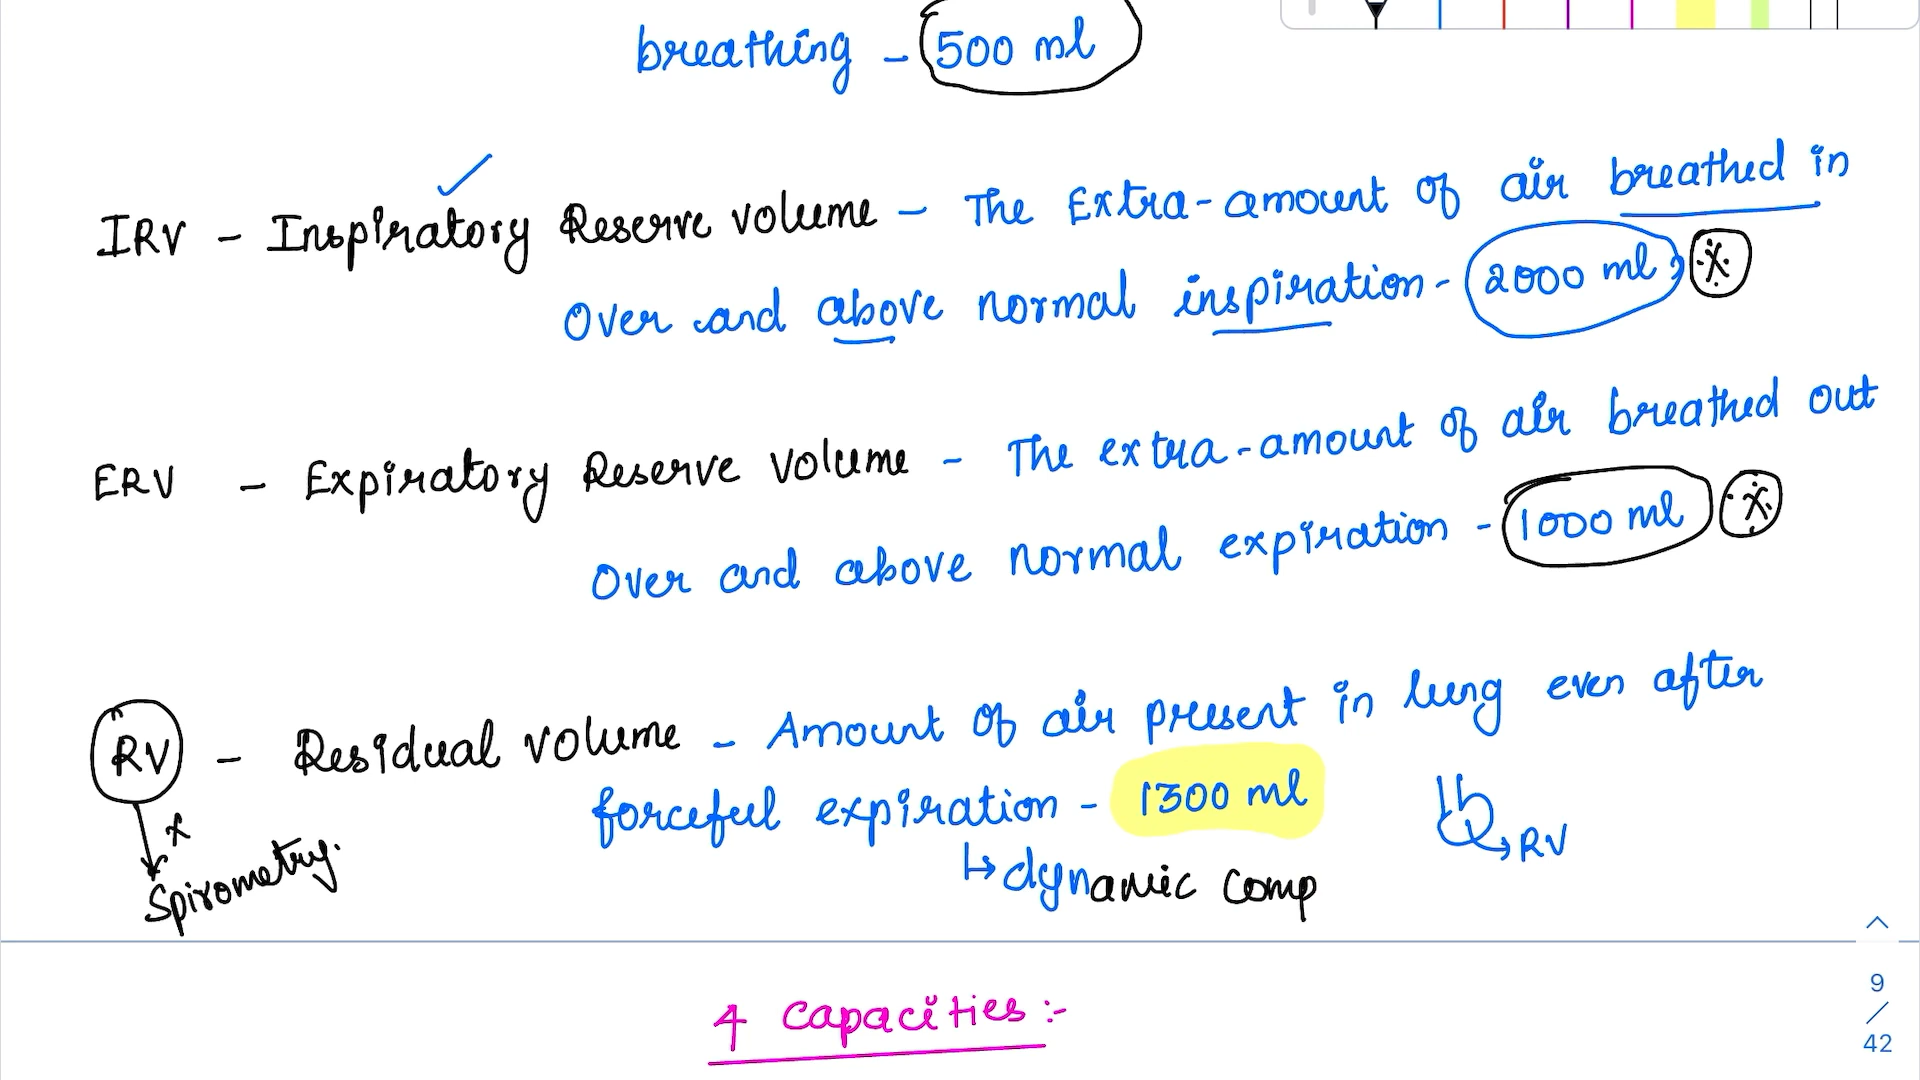 breathing - 500 ml
IRV - Inspiratory Reserve volume - The Extra-amount of air breathed in
Over and above normal inspiration - 2000 ml
ERV - Expiratory Reserve volume - The extra-amount of air breathed out
Over and above normal expiration - 1000 ml
RV - Residual volume - Amount of air present in lung even after
forceful expiration - 1300 ml
RV
x
Spirometry.
dynamic comp
4 Capacities :-
9
/
42